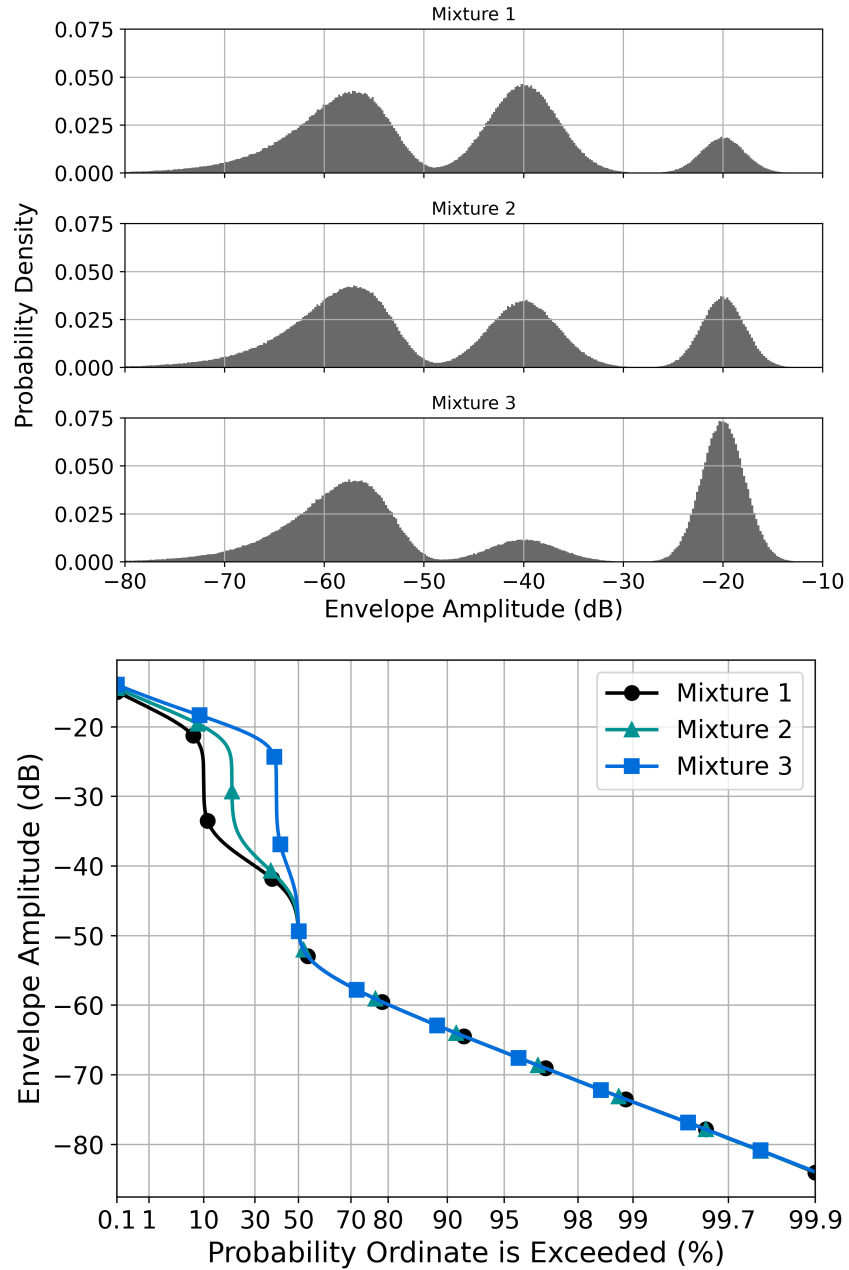 Mixture 1
0.075
0.050
0.025
0.000
Mixture 2
0.075
0.050
0.025
0.000
Probability Density
Mixture 3
0.075
0.050
0.025
0.000
−80 −70 −60 −50 −40 −30 −20 −10
Envelope Amplitude (dB)
Mixture 1
Mixture 2
Mixture 3
−20
−30
−40
−50
−60
−70
−80
Envelope Amplitude (dB)
0.1 1 10 30 50 70 80 90 95 98 99 99.7 99.9
Probability Ordinate is Exceeded (%)